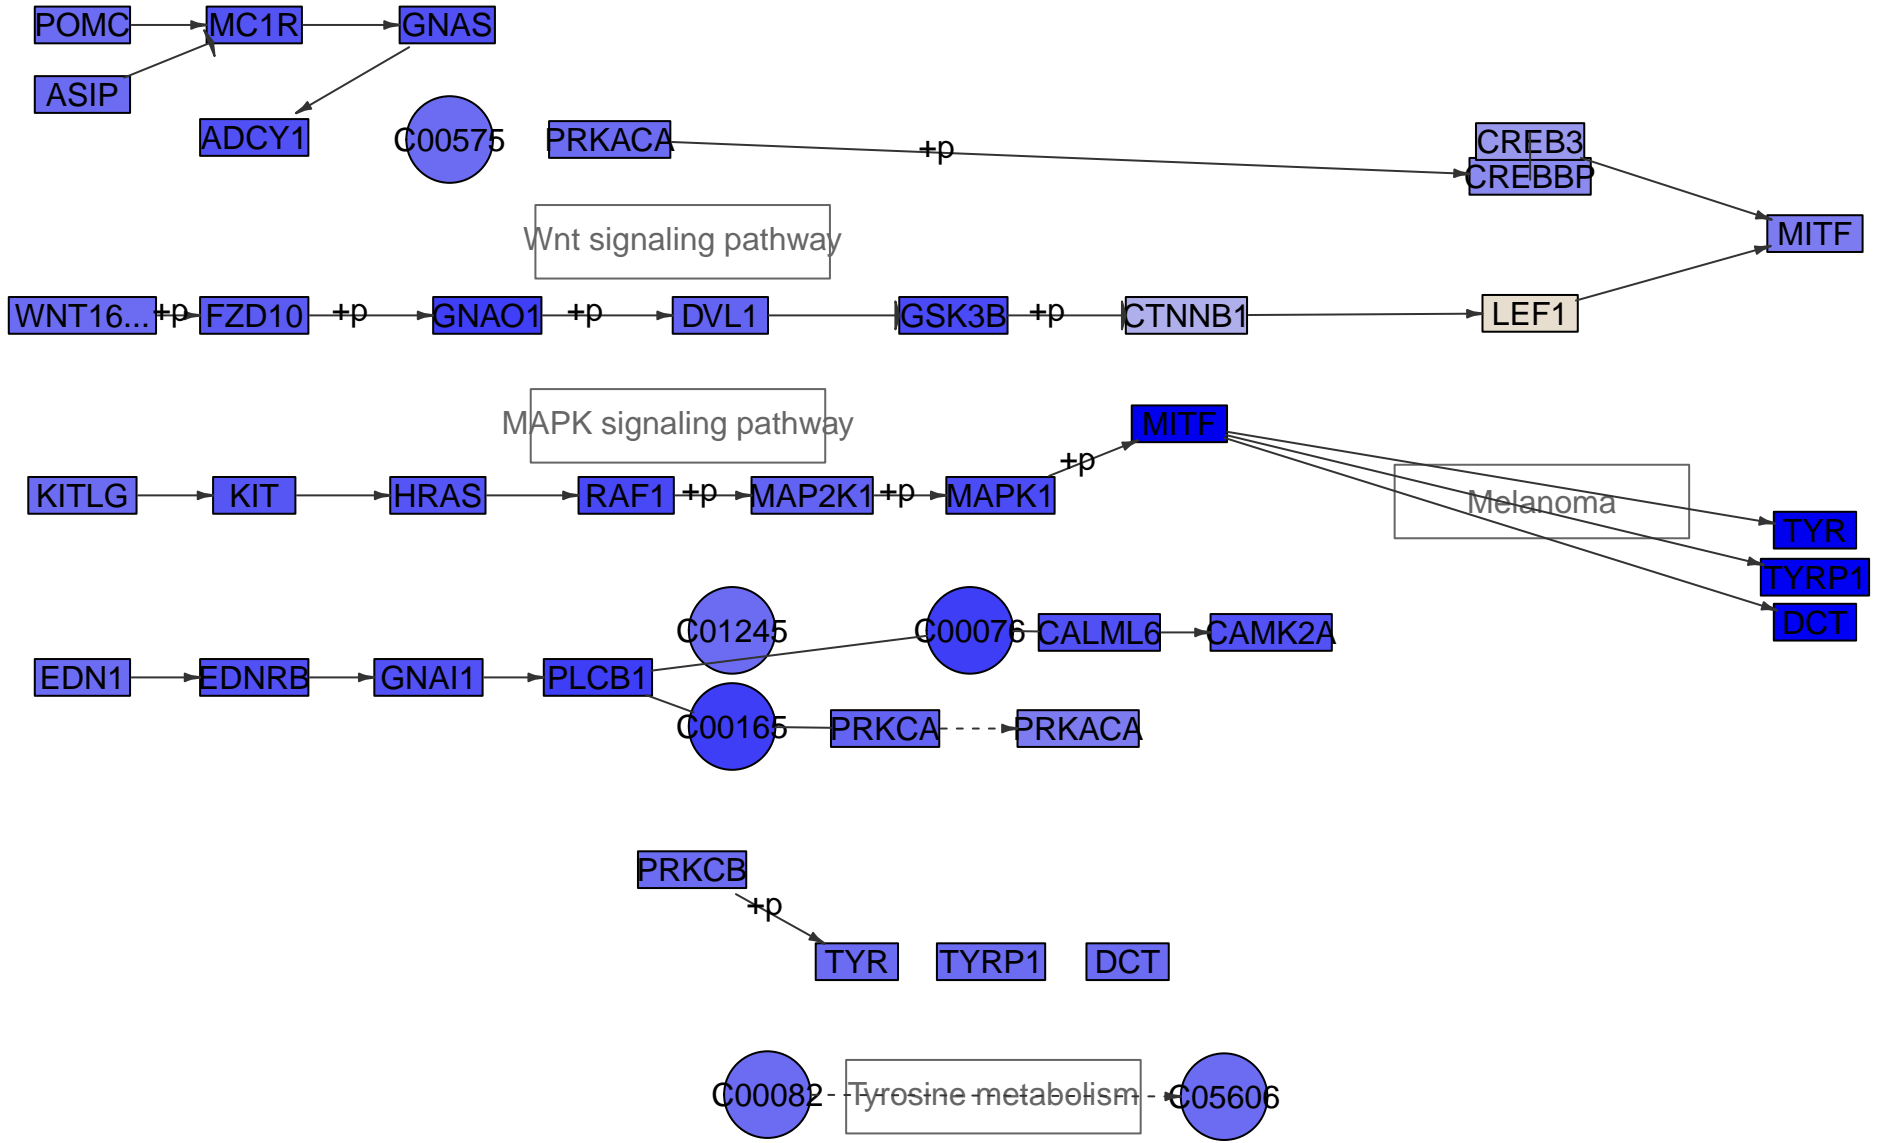 POMC
MC1R
GNAS
ASIP
ADCY1
C00575
PRKACA
+p
CREB3
CREBBP
Wnt signaling pathway
MITF
WNT16...
+p
FZD10
+p
GNAO1
+p
DVL1
GSK3B
+p
CTNNB1
LEF1
MAPK signaling pathway
MITF
+p
KITLG
KIT
HRAS
RAF1
+p
MAP2K1
+p
MAPK1
Melanoma
TYR
TYRP1
DCT
C01245
C00076
CALML6
CAMK2A
EDN1
EDNRB
GNAI1
PLCB1
C00165
PRKCA
PRKACA
PRKCB
+p
TYR
TYRP1
DCT
C00082
Tyrosine metabolism
C05606